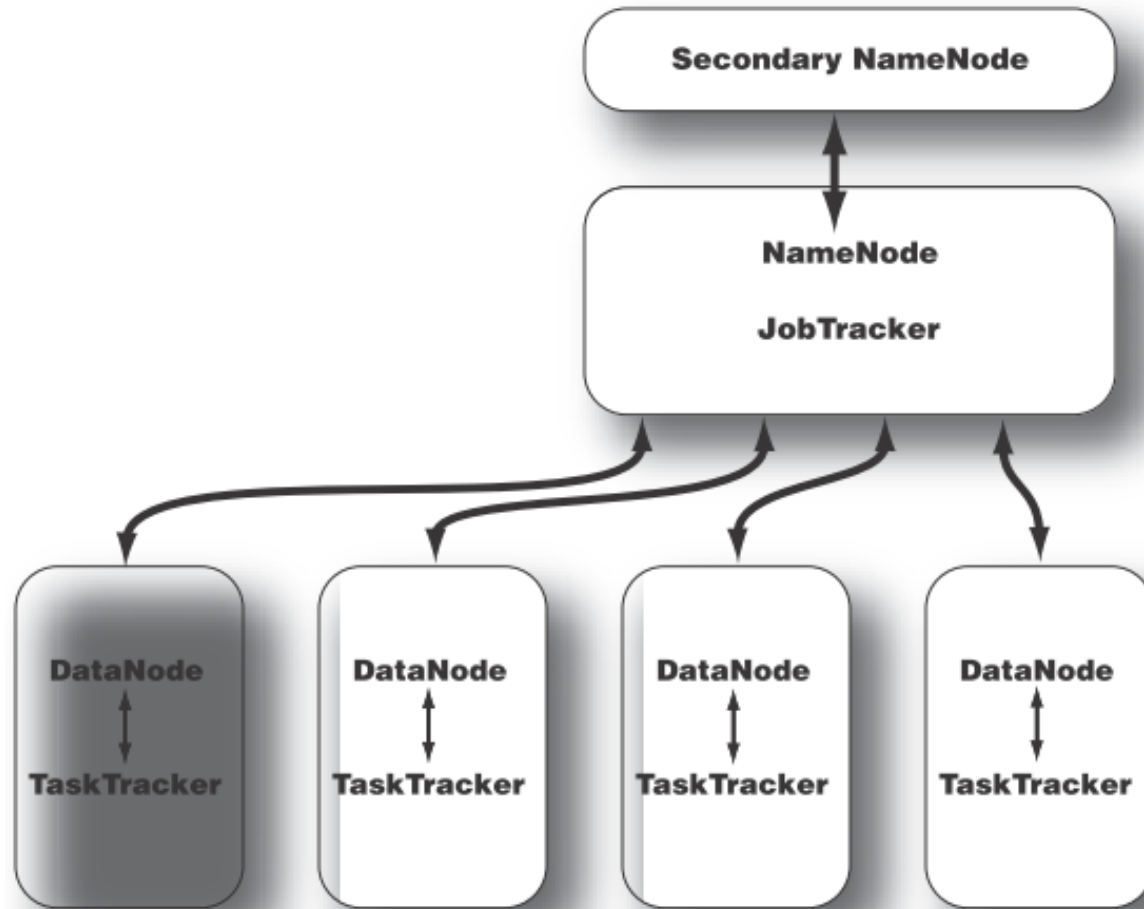 Secondary NameNode
NameNode
JobTracker
DataNode
TaskTracker
DataNode
TaskTracker
DataNode
TaskTracker
DataNode
TaskTracker